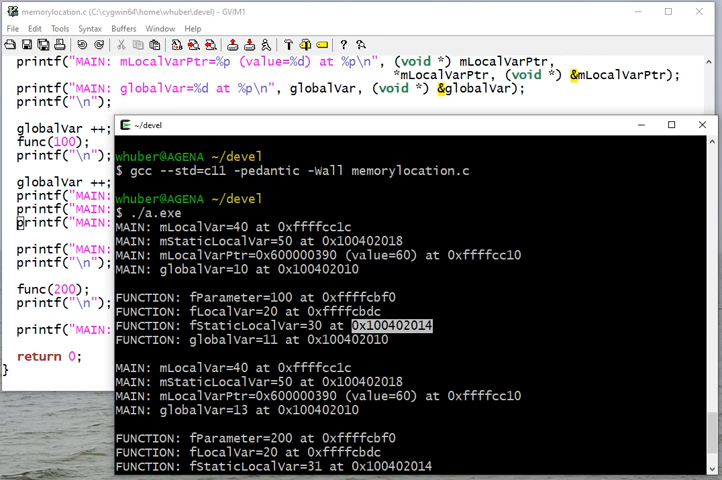 memorylocation.c (C:\cygwin64\home\whuber\devel) - GVIM1
File Edit Tools Syntax Buffers Window Help
printf("MAIN: mLocalVarPtr=%p (value=%d) at %p\n", (void *) mLocalVarPtr,
*mLocalVarPtr, (void *) &mLocalVarPtr);
printf("MAIN: globalVar=%d at %p\n", globalVar, (void *) &globalVar);
printf("\n");
globalVar ++;
func(100);
printf("\n");
globalVar ++;
printf("MAIN:
printf("MAIN:
printf("MAIN:
printf("MAIN:
printf("\n");
func(200);
printf("\n");
printf("MAIN:
return 0;
}
~/devel
whuber@AGENA ~/devel
$ gcc --std=c11 -pedantic -Wall memorylocation.c
whuber@AGENA ~/devel
$ ./a.exe
MAIN: mLocalVar=40 at 0xffffcc1c
MAIN: mStaticLocalVar=50 at 0x100402018
MAIN: mLocalVarPtr=0x600000390 (value=60) at 0xffffcc10
MAIN: globalVar=10 at 0x100402010
FUNCTION: fParameter=100 at 0xffffcbf0
FUNCTION: fLocalVar=20 at 0xffffcbdc
FUNCTION: fStaticLocalVar=30 at 0x100402014
FUNCTION: globalVar=11 at 0x100402010
MAIN: mLocalVar=40 at 0xffffcc1c
MAIN: mStaticLocalVar=50 at 0x100402018
MAIN: mLocalVarPtr=0x600000390 (value=60) at 0xffffcc10
MAIN: globalVar=13 at 0x100402010
FUNCTION: fParameter=200 at 0xffffcbf0
FUNCTION: fLocalVar=20 at 0xffffcbdc
FUNCTION: fStaticLocalVar=31 at 0x100402014